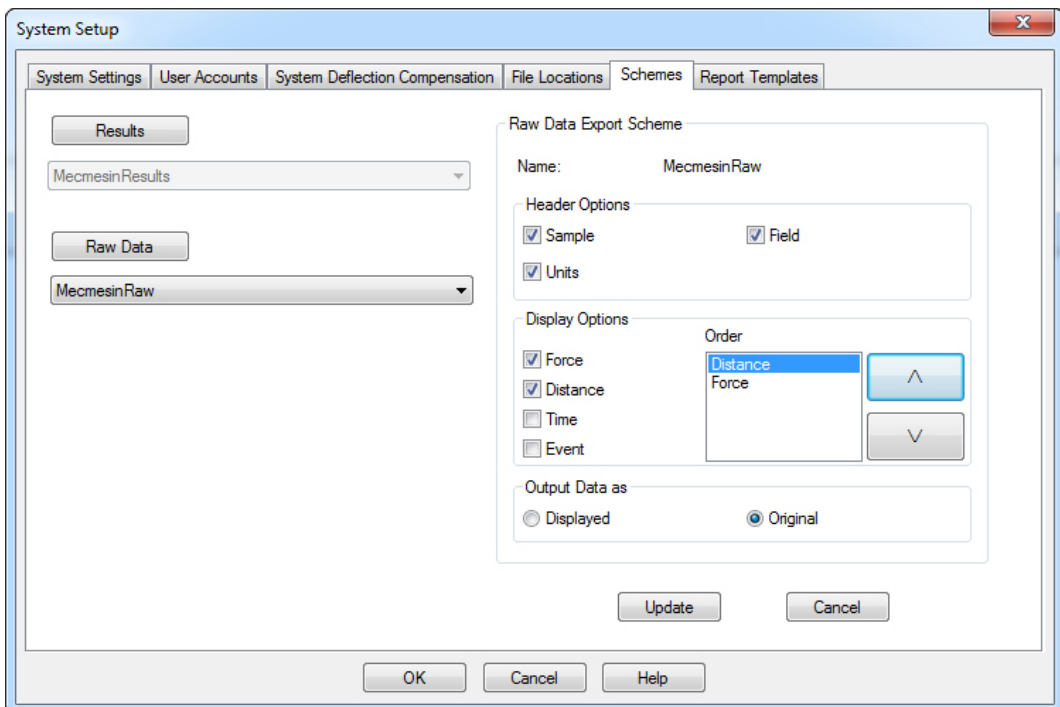 System Setup
x
System Settings User Accounts System Deflection Compensation File Locations Schemes Report Templates
Results
MecmesinResults
Raw Data
MecmesinRaw
Raw Data Export Scheme
Name: MecmesinRaw
Header Options
Sample Field
Units
Display Options
Order
Force
Distance
Time
Event
Distance
Force
Output Data as
Displayed Original
Update Cancel
OK Cancel Help